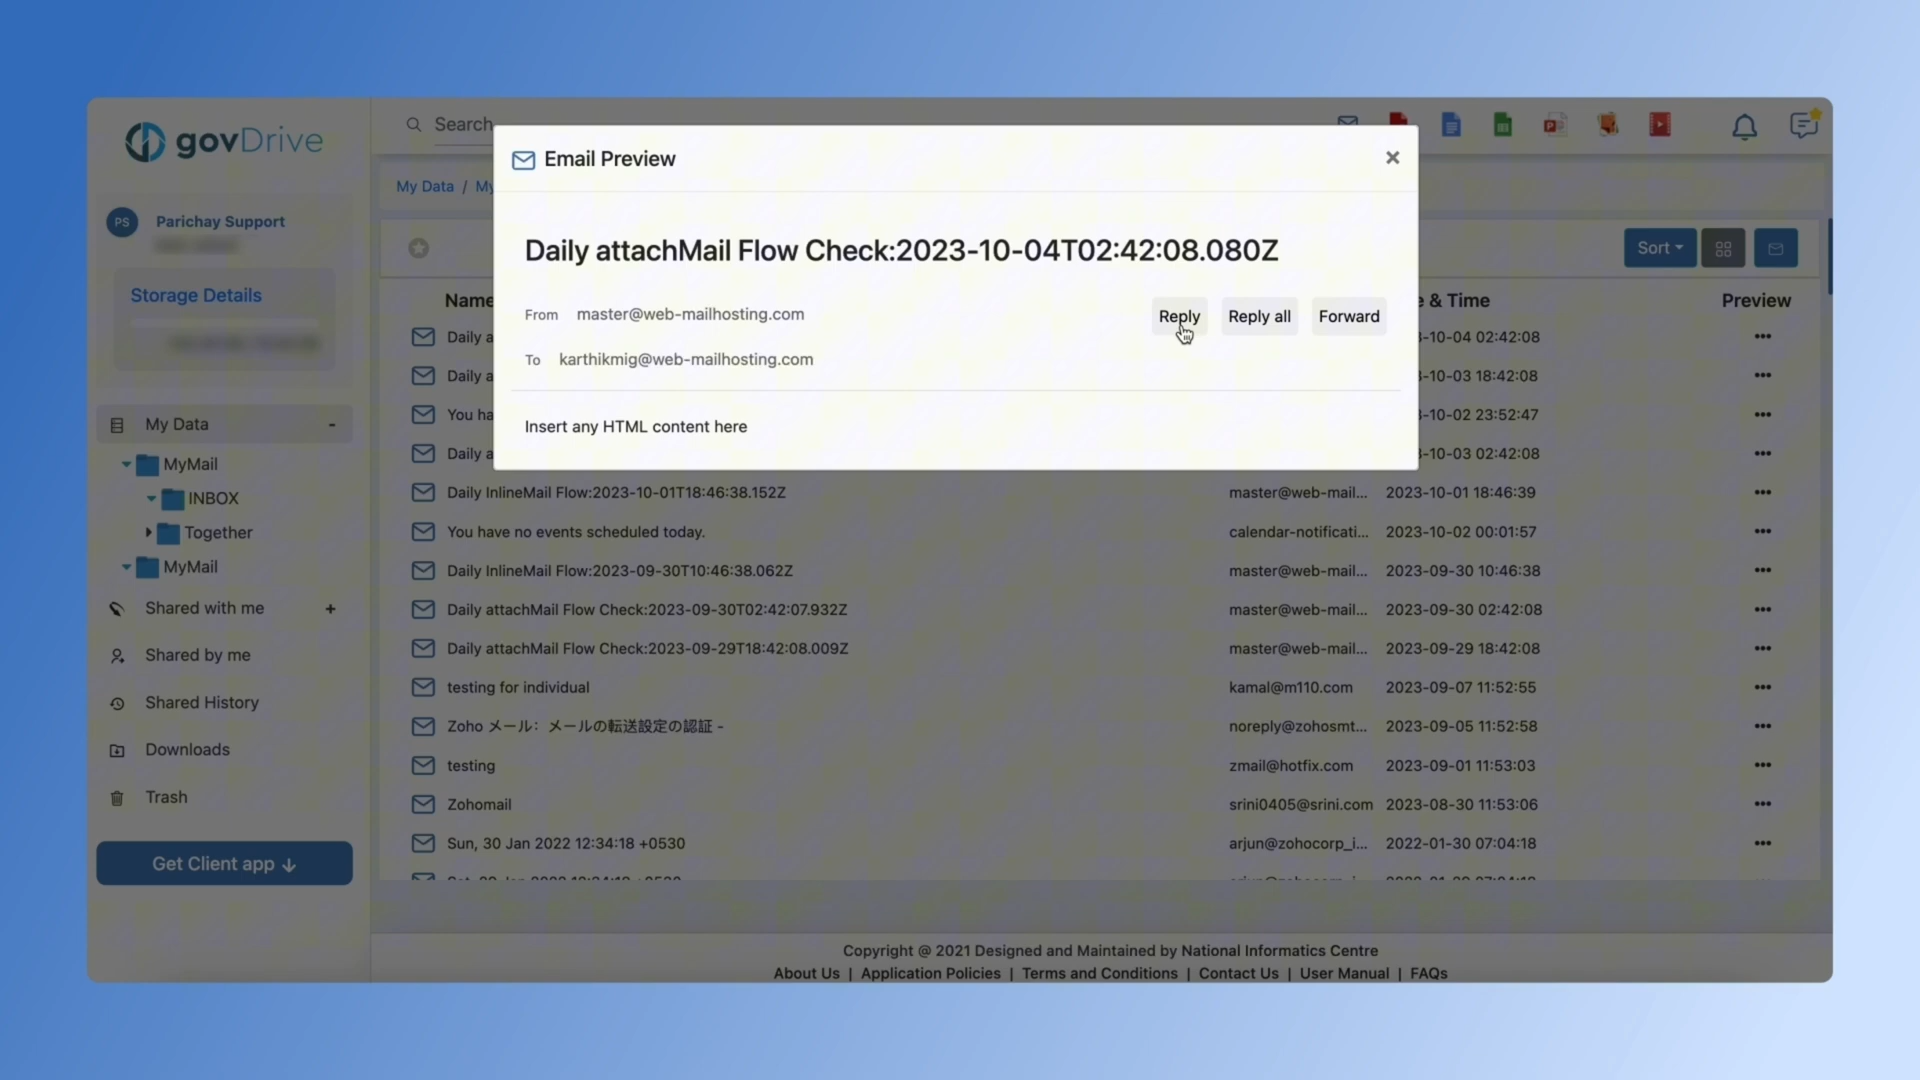 govDrive
Search
PS Parichay Support
Storage Details
My Data -
MyMail
INBOX
Together
MyMail
Shared with me +
Shared by me
Shared History
Downloads
Trash
Get Client app
My Data /
Sort
Email Preview ×
Daily attachMail Flow Check:2023-10-04T02:42:08.080Z
From master@web-mailhosting.com
Reply Reply all Forward
To karthikmig@web-mailhosting.com
Insert any HTML content here
Name & Time Preview
Daily a -10-04 02:42:08 •••
Daily a -10-03 18:42:08 •••
You ha -10-02 23:52:47 •••
Daily a -10-03 02:42:08 •••
Daily InlineMail Flow:2023-10-01T18:46:38.152Z master@web-mail... 2023-10-01 18:46:39 •••
You have no events scheduled today. calendar-notificati... 2023-10-02 00:01:57 •••
Daily InlineMail Flow:2023-09-30T10:46:38.062Z master@web-mail... 2023-09-30 10:46:38 •••
Daily attachMail Flow Check:2023-09-30T02:42:07.932Z master@web-mail... 2023-09-30 02:42:08 •••
Daily attachMail Flow Check:2023-09-29T18:42:08.009Z master@web-mail... 2023-09-29 18:42:08 •••
testing for individual kamal@m110.com 2023-09-07 11:52:55 •••
Zoho メール: メールの転送設定の認証 - noreply@zohosmt... 2023-09-05 11:52:58 •••
testing zmail@hotfix.com 2023-09-01 11:53:03 •••
Zohomail srini0405@srini.com 2023-08-30 11:53:06 •••
Sun, 30 Jan 2022 12:34:18 +0530 arjun@zohocorp_i... 2022-01-30 07:04:18 •••
Copyright @ 2021 Designed and Maintained by National Informatics Centre
About Us | Application Policies | Terms and Conditions | Contact Us | User Manual | FAQs